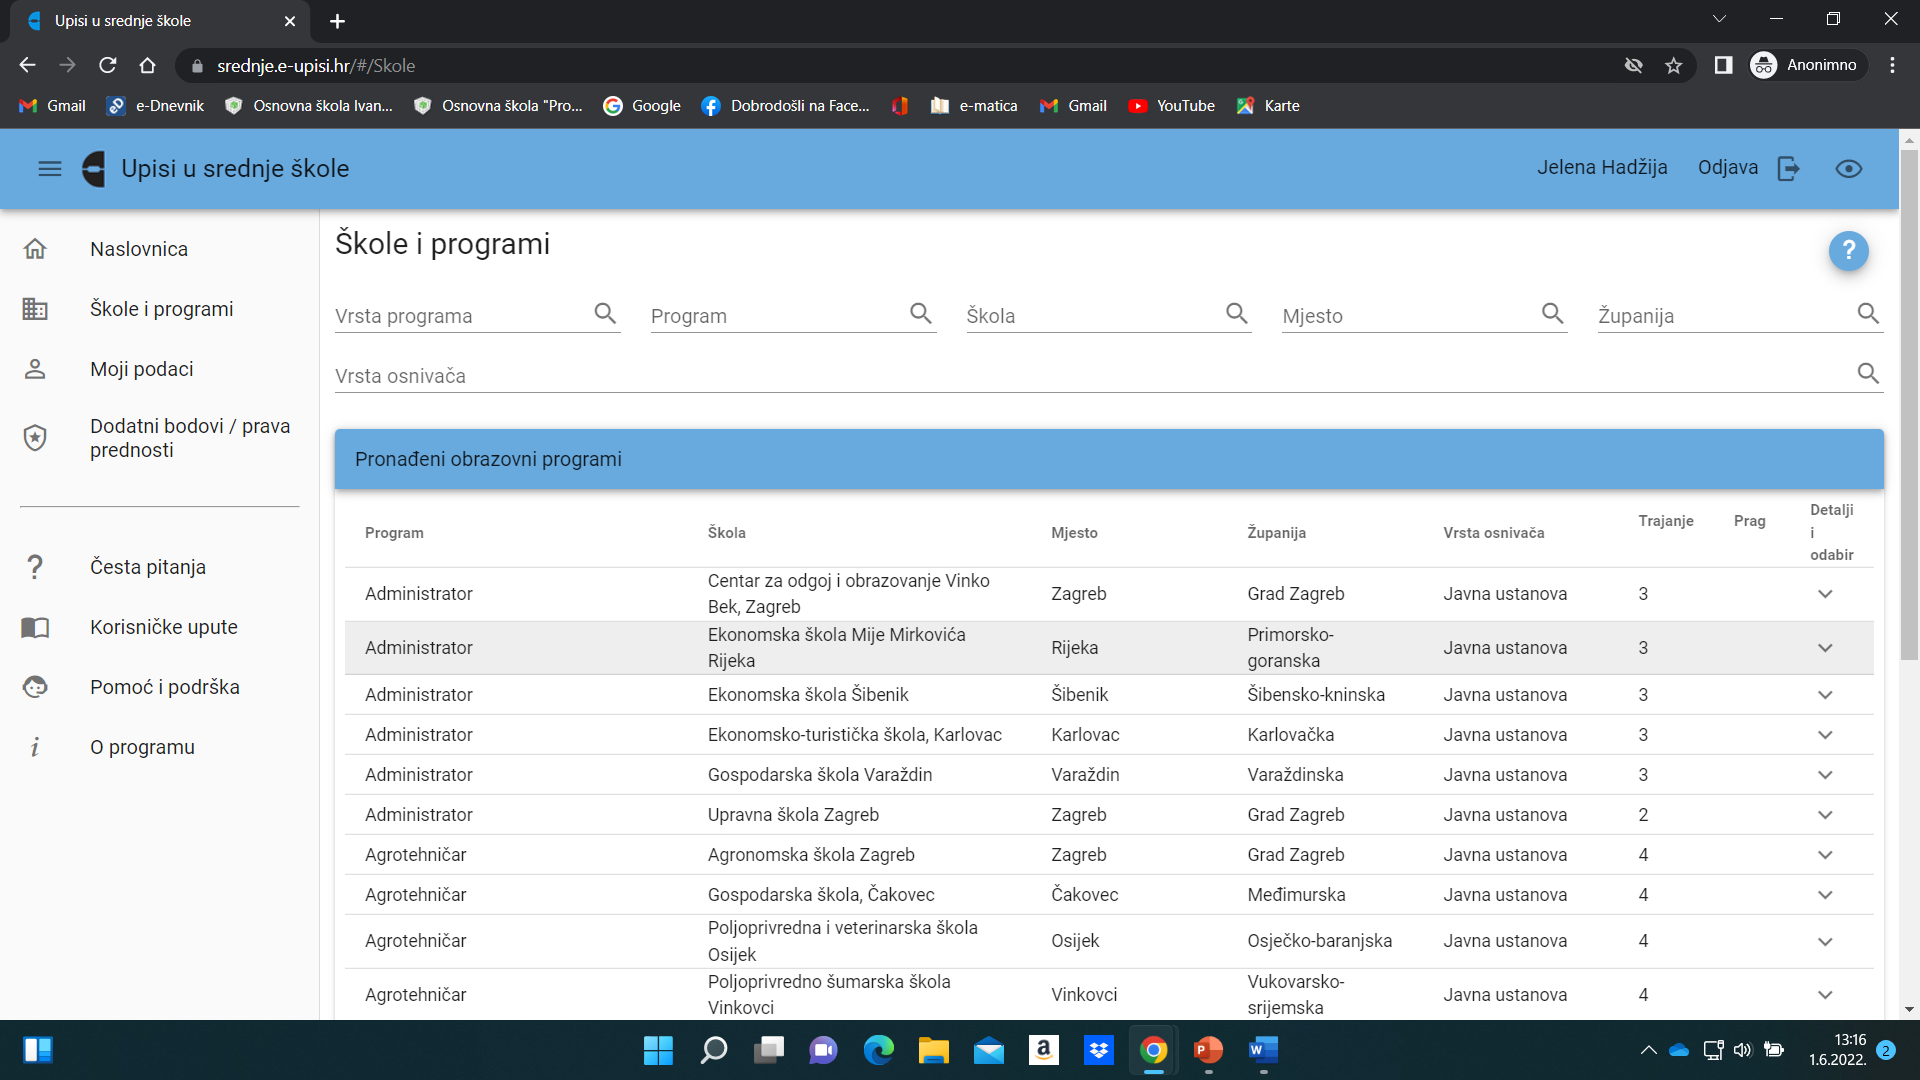 Upisi u srednje škole
srednje.e-upisi.hr/#/Skole
Anonimno
Gmail
e-Dnevnik
Osnovna škola Ivan...
Osnovna škola "Pro...
Google
Dobrodošli na Face...
e-matica
Gmail
YouTube
Karte
Upisi u srednje škole
Jelena Hadžija
Odjava
Naslovnica
Škole i programi
Moji podaci
Dodatni bodovi / prava
prednosti
? Česta pitanja
Korisničke upute
Pomoć i podrška
i O programu
Škole i programi
?
Vrsta programa
Program
Škola
Mjesto
Županija
Vrsta osnivača
Pronađeni obrazovni programi
Program Škola Mjesto Županija Vrsta osnivača Trajanje Prag Detalji
i
odabir
Administrator Centar za odgoj i obrazovanje Vinko
Bek, Zagreb Zagreb Grad Zagreb Javna ustanova 3
Administrator Ekonomska škola Mije Mirkovića
Rijeka Rijeka Primorsko-
goranska Javna ustanova 3
Administrator Ekonomska škola Šibenik Šibenik Šibensko-kninska Javna ustanova 3
Administrator Ekonomsko-turistička škola, Karlovac Karlovac Karlovačka Javna ustanova 3
Administrator Gospodarska škola Varaždin Varaždin Varaždinska Javna ustanova 3
Administrator Upravna škola Zagreb Zagreb Grad Zagreb Javna ustanova 2
Agrotehničar Agronomska škola Zagreb Zagreb Grad Zagreb Javna ustanova 4
Agrotehničar Gospodarska škola, Čakovec Čakovec Međimurska Javna ustanova 4
Agrotehničar Poljoprivredna i veterinarska škola
Osijek Osijek Osječko-baranjska Javna ustanova 4
Agrotehničar Poljoprivredno šumarska škola
Vinkovci Vinkovci Vukovarsko-
srijemska Javna ustanova 4
13:16
1.6.2022.
2